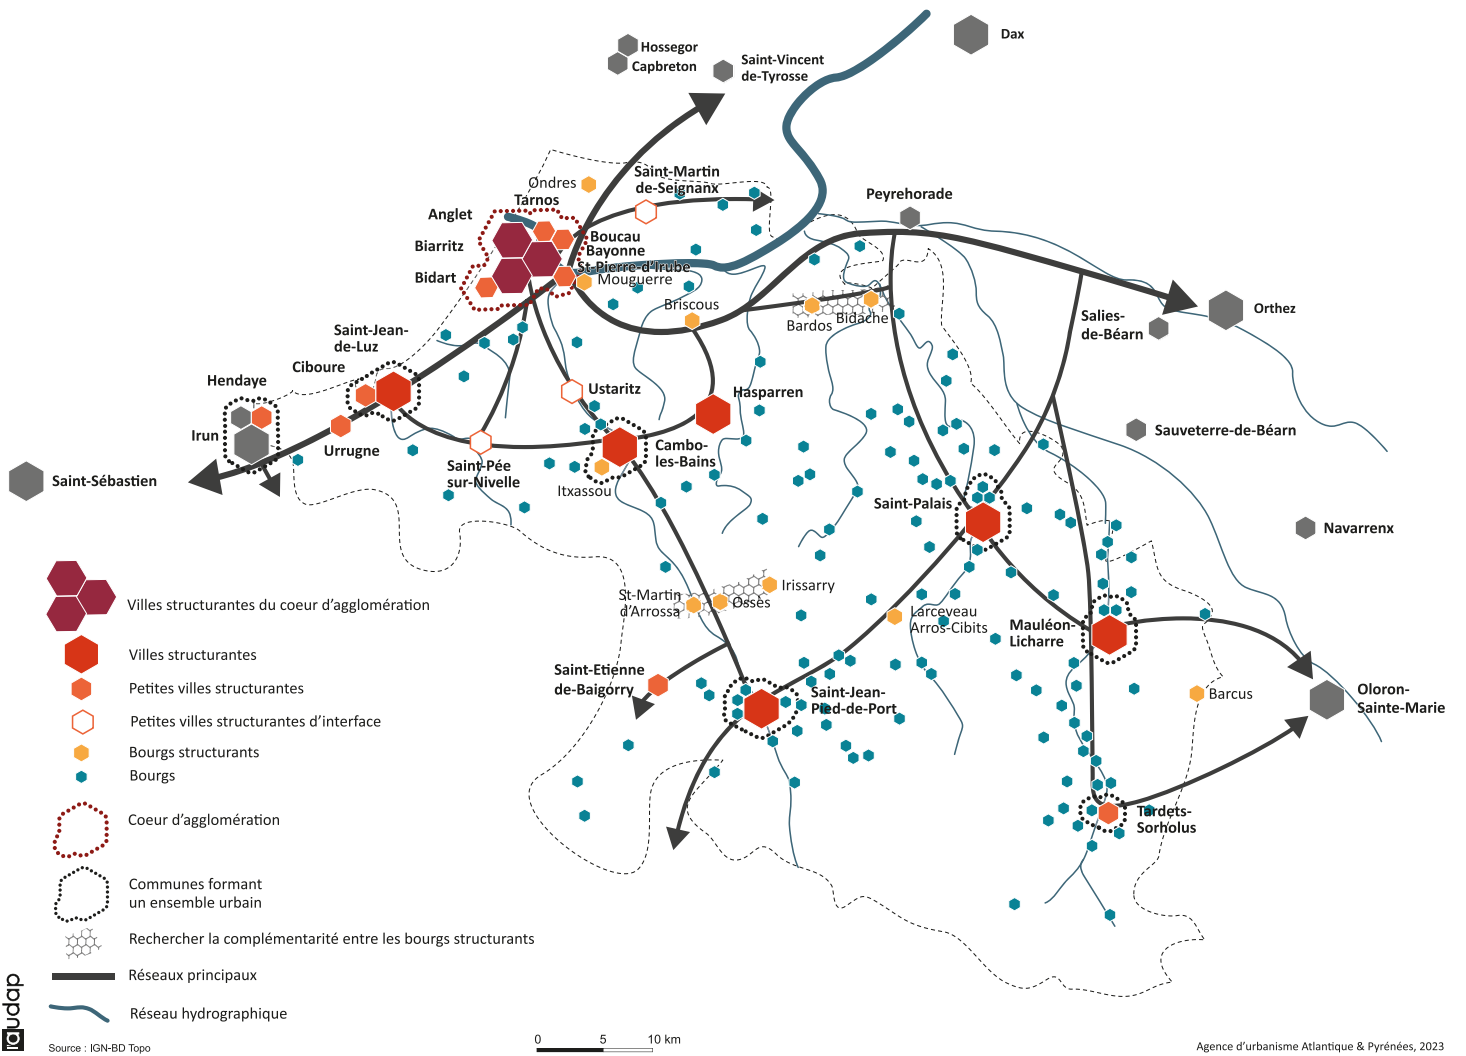 Dax
Hossegor
Capbreton
Saint-Vincent
de-Tyrosse
Saint-Martin
de-Seignanx
Ondres
Tarnos
Peyrehorade
Anglet
Biarritz
Bidart
Boucau
Bayonne
St-Pierre-d'Irube
Mouguerre
Briscous
Bardos
Bidache
Orthez
Salies-
de-Béarn
Saint-Jean-
de-Luz
Ciboure
Hendaye
Irun
Urrugne
Ustaritz
Hasparren
Cambo-
les-Bains
Saint-Pée
sur-Nivelle
Itxassou
Saint-Sébastien
Sauveterre-de-Béarn
Saint-Palais
Navarrenx
St-Martin
d'Arrossa
Ossès
Irissarry
Larceveau
Arros-Cibits
Mauléon-
Licharre
Saint-Etienne
de-Baigorry
Saint-Jean-
Pied-de-Port
Barcus
Oloron-
Sainte-Marie
Tardets-
Sorholus
Villes structurantes du coeur d'agglomération
Villes structurantes
Petites villes structurantes
Petites villes structurantes d'interface
Bourgs structurants
Bourgs
Coeur d'agglomération
Communes formant
un ensemble urbain
Rechercher la complémentarité entre les bourgs structurants
Réseaux principaux
Réseau hydrographique
l'audap
Source : IGN-BD Topo
0 5 10 km
Agence d'urbanisme Atlantique & Pyrénées, 2023